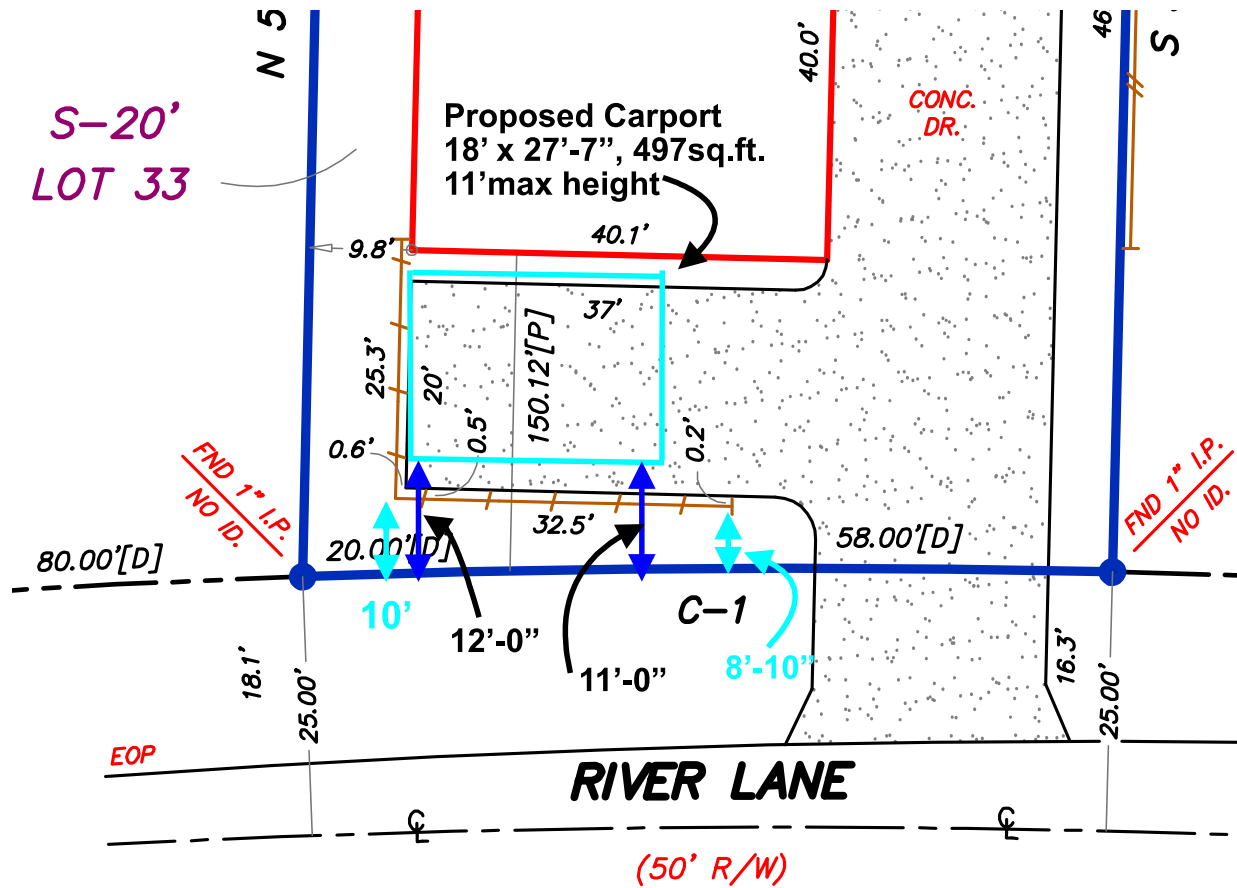 N 5
S
46
S-20'
LOT 33
Proposed Carport
18' x 27'-7”, 497sq.ft.
11'max height
40.0'
CONC.
DR.
9.8'
40.1'
37'
25.3'
20'
150.12'[P]
0.6'
0.5'
0.2'
32.5'
FND 1" I.P.
NO ID.
FND 1" I.P.
NO ID.
80.00'[D]
20.00'[D]
58.00'[D]
10'
12'-0”
11'-0”
C-1
8'-10”
18.1'
25.00'
16.3'
25.00'
EOP
RIVER LANE
CL
CL
(50' R/W)